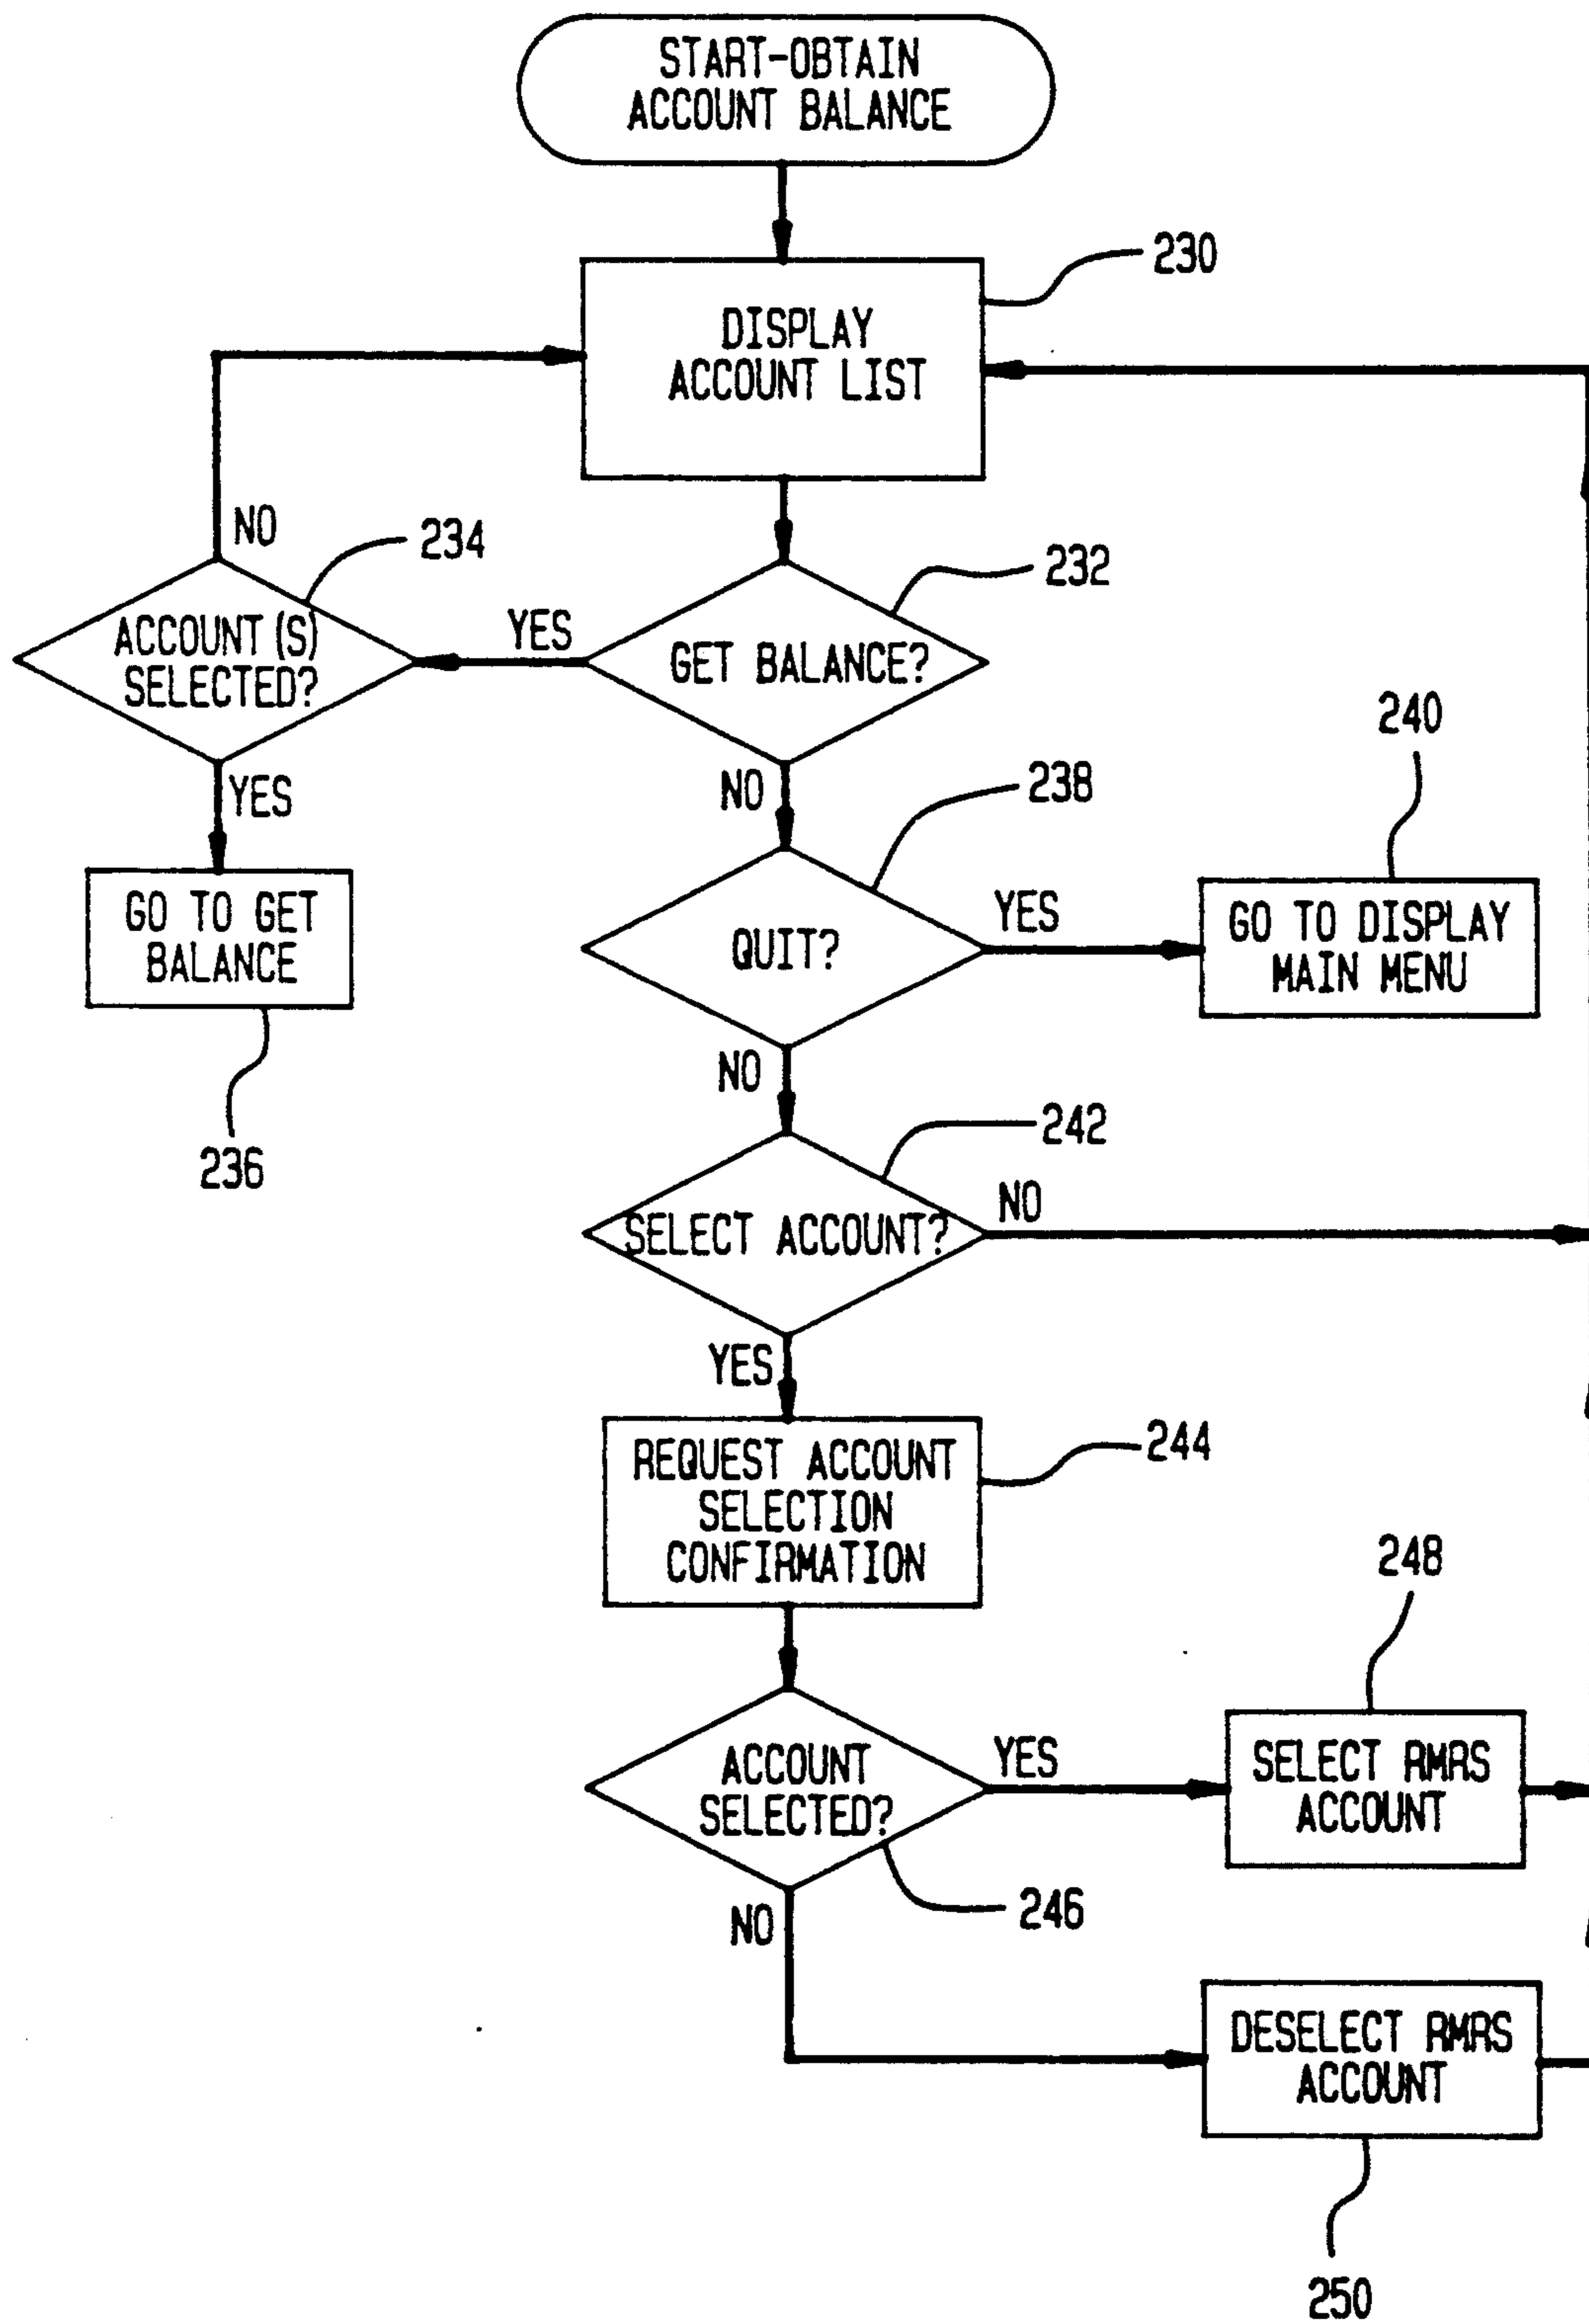 START-OBTAIN
ACCOUNT BALANCE
230
DISPLAY
ACCOUNT LIST
NO
234
232
ACCOUNT(S)
SELECTED?
YES
GET BALANCE?
240
YES
NO
238
GO TO GET
BALANCE
QUIT?
YES
GO TO DISPLAY
MAIN MENU
236
NO
242
SELECT ACCOUNT?
NO
YES
REQUEST ACCOUNT
SELECTION
CONFIRMATION
244
248
ACCOUNT
SELECTED?
YES
SELECT RMRS
ACCOUNT
246
NO
DESELECT RMRS
ACCOUNT
250